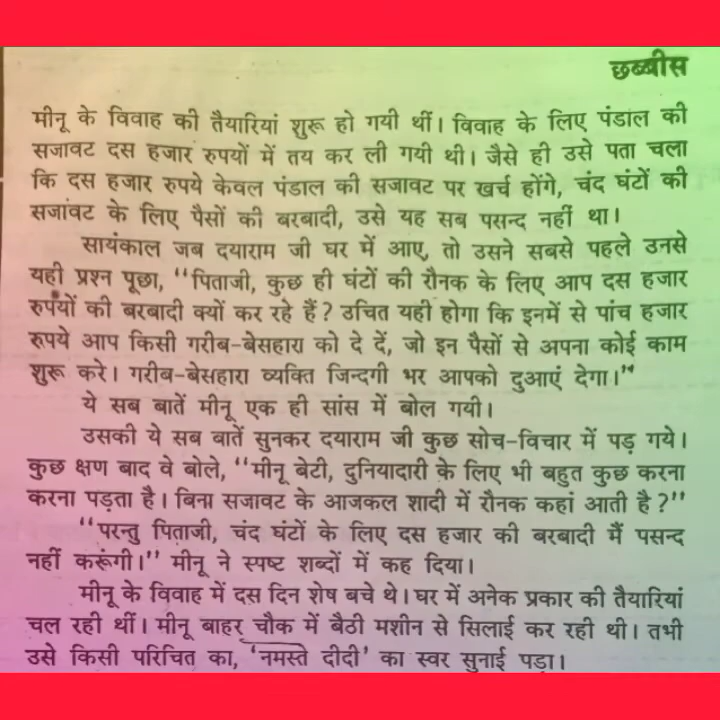 छब्बीस
मीनू के विवाह की तैयारियां शुरू हो गयी थीं। विवाह के लिए पंडाल की
सजावट दस हजार रुपयों में तय कर ली गयी थी। जैसे ही उसे पता चला
कि दस हजार रुपये केवल पंडाल की सजावट पर खर्च होंगे, चंद घंटों की
सजावट के लिए पैसों की बरबादी, उसे यह सब पसन्द नहीं था।
सायंकाल जब दयाराम जी घर में आए, तो उसने सबसे पहले उनसे
यही प्रश्न पूछा, ‘‘पिताजी, कुछ ही घंटों की रौनक के लिए आप दस हजार
रुपयों की बरबादी क्यों कर रहे हैं? उचित यही होगा कि इनमें से पांच हजार
रुपये आप किसी गरीब-बेसहारा को दे दें, जो इन पैसों से अपना कोई काम
शुरू करे। गरीब-बेसहारा व्यक्ति जिन्दगी भर आपको दुआएं देगा।’’
ये सब बातें मीनू एक ही सांस में बोल गयी।
उसकी ये सब बातें सुनकर दयाराम जी कुछ सोच-विचार में पड़ गये।
कुछ क्षण बाद वे बोले, ‘‘मीनू बेटी, दुनियादारी के लिए भी बहुत कुछ करना
करना पड़ता है। बिना सजावट के आजकल शादी में रौनक कहां आती है?’’
‘‘परन्तु पिताजी, चंद घंटों के लिए दस हजार की बरबादी मैं पसन्द
नहीं करूंगी।’’ मीनू ने स्पष्ट शब्दों में कह दिया।
मीनू के विवाह में दस दिन शेष बचे थे। घर में अनेक प्रकार की तैयारियां
चल रही थीं। मीनू बाहर चौक में बैठी मशीन से सिलाई कर रही थी। तभी
उसे किसी परिचित का, ‘नमस्ते दीदी’ का स्वर सुनाई पड़ा।